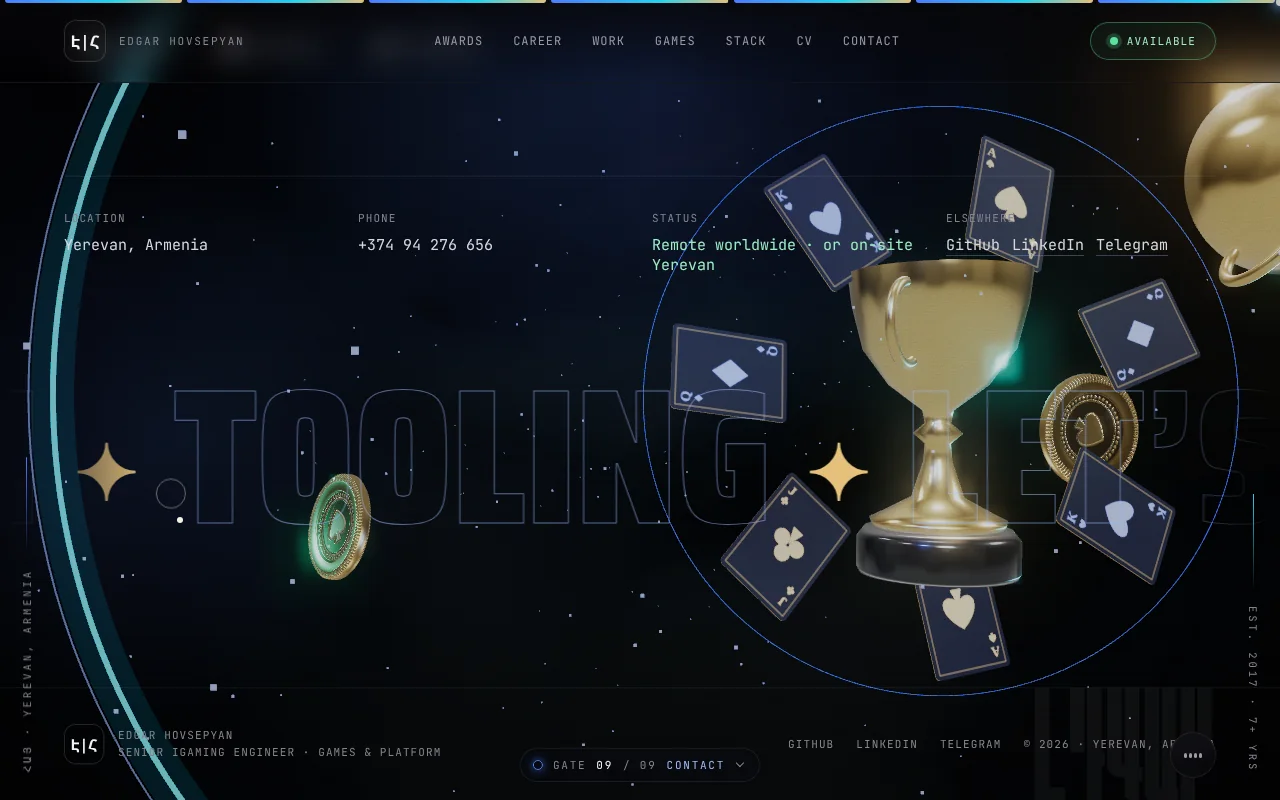 EDGAR HOVSEPYAN
AWARDS CAREER WORK GAMES STACK CV CONTACT
AVAILABLE
LOCATION
Yerevan, Armenia
PHONE
+374 94 276 656
STATUS
Remote worldwide · or on-site
Yerevan
ELSEWHERE
GitHub LinkedIn Telegram
K
K
A
A
Q
Q
Q
Q
TOOLING
LET'S
J
J
K
K
A
ՀԱՅ · YEREVAN, ARMENIA
EST. 2017 · 7+ YRS
EDGAR HOVSEPYAN
SENIOR IGAMING ENGINEER · GAMES & PLATFORM
GATE 09 / 09 CONTACT
GITHUB LINKEDIN TELEGRAM © 2026 · YEREVAN,